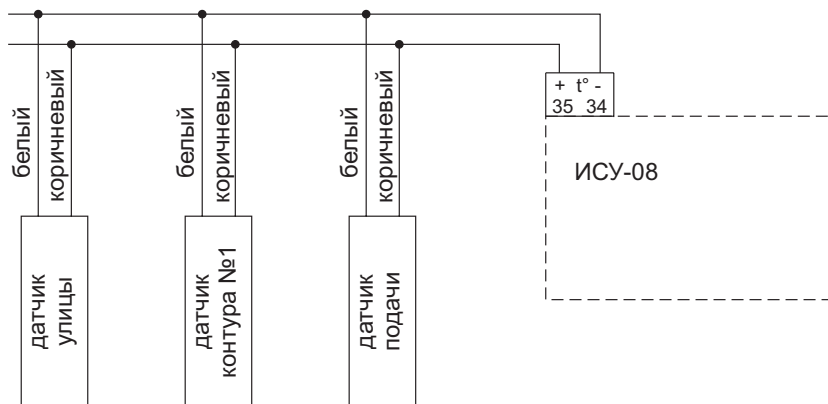 + t° -
35 34
ИСУ-08
белый
коричневый
белый
коричневый
белый
коричневый
датчик
улицы
датчик
контура №1
датчик
подачи